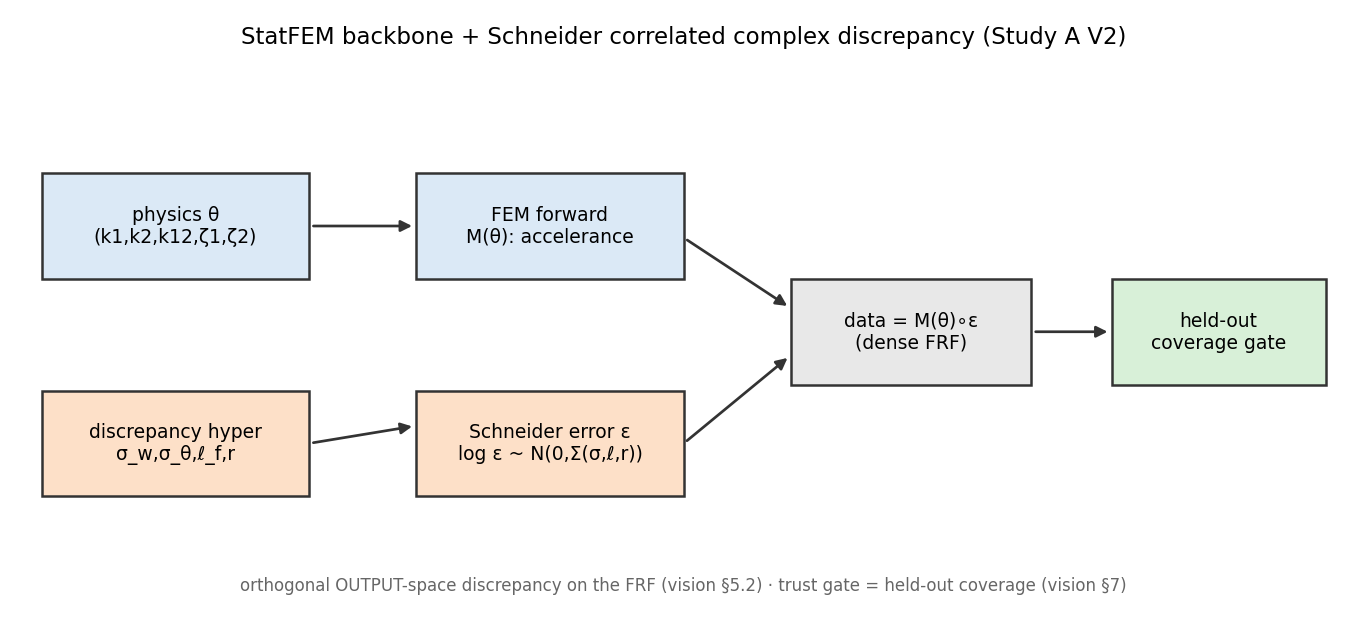 StatFEM backbone + Schneider correlated complex discrepancy (Study A V2)
physics θ
(k1,k2,k12,ζ1,ζ2)
FEM forward
M(θ): accelerance
data = M(θ)∘ε
(dense FRF)
held-out
coverage gate
discrepancy hyper
σ_w,σ_θ,ℓ_f,r
Schneider error ε
log ε ~ N(0,Σ(σ,ℓ,r))
orthogonal OUTPUT-space discrepancy on the FRF (vision §5.2) · trust gate = held-out coverage (vision §7)